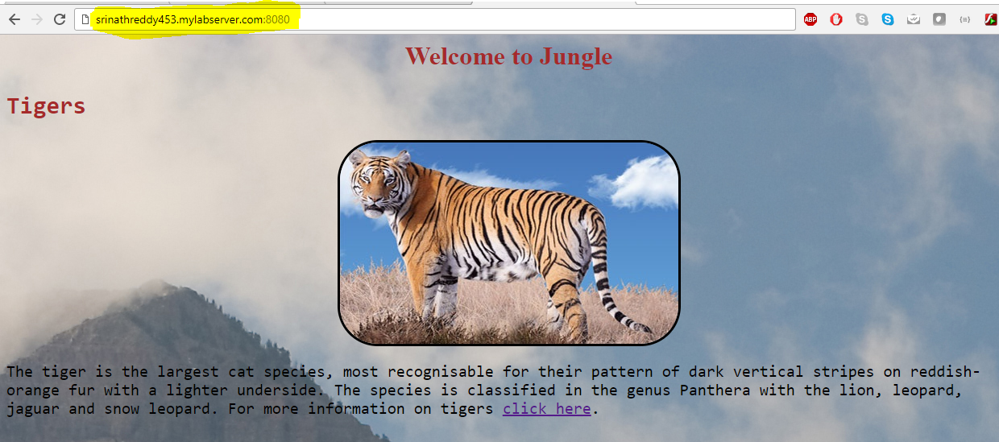 srinathreddy453.mylabserver.com:8080
ABP
Welcome to Jungle
Tigers
The tiger is the largest cat species, most recognisable for their pattern of dark vertical stripes on reddish-
orange fur with a lighter underside. The species is classified in the genus Panthera with the lion, leopard,
jaguar and snow leopard. For more information on tigers click here.